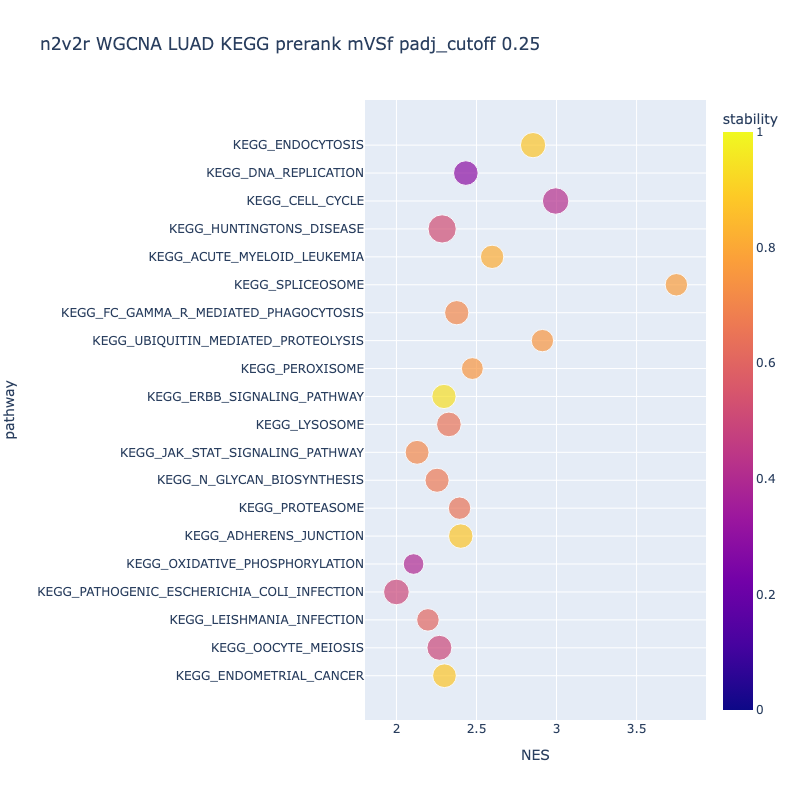 n2v2r WGCNA LUAD KEGG prerank mVSf padj_cutoff 0.25
stability
pathway
KEGG_ENDOCYTOSIS
KEGG_DNA_REPLICATION
KEGG_CELL_CYCLE
KEGG_HUNTINGTONS_DISEASE
KEGG_ACUTE_MYELOID_LEUKEMIA
KEGG_SPLICEOSOME
KEGG_FC_GAMMA_R_MEDIATED_PHAGOCYTOSIS
KEGG_UBIQUITIN_MEDIATED_PROTEOLYSIS
KEGG_PEROXISOME
KEGG_ERBB_SIGNALING_PATHWAY
KEGG_LYSOSOME
KEGG_JAK_STAT_SIGNALING_PATHWAY
KEGG_N_GLYCAN_BIOSYNTHESIS
KEGG_PROTEASOME
KEGG_ADHERENS_JUNCTION
KEGG_OXIDATIVE_PHOSPHORYLATION
KEGG_PATHOGENIC_ESCHERICHIA_COLI_INFECTION
KEGG_LEISHMANIA_INFECTION
KEGG_OOCYTE_MEIOSIS
KEGG_ENDOMETRIAL_CANCER
1
0.8
0.6
0.4
0.2
0
2 2.5 3 3.5
NES